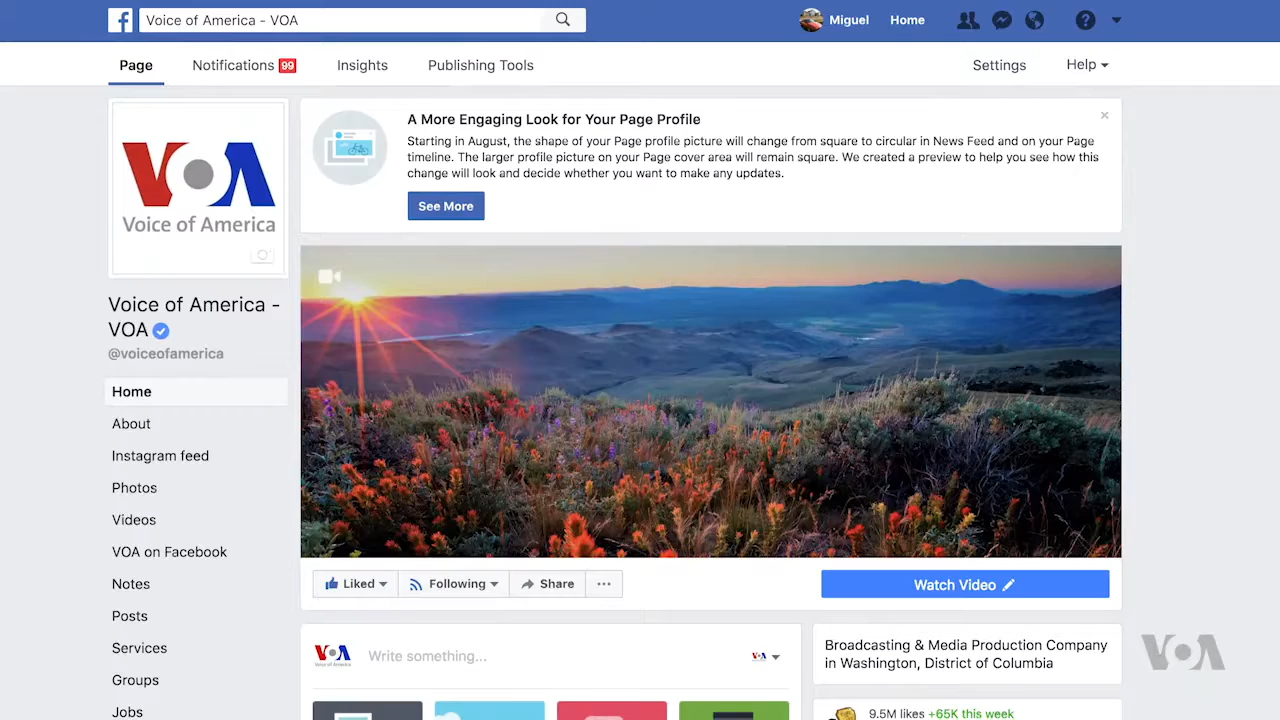 Voice of America - VOA
Miguel
Home
?
Page
Notifications 99
Insights
Publishing Tools
Settings
Help
VOA
Voice of America
A More Engaging Look for Your Page Profile
Starting in August, the shape of your Page profile picture will change from square to circular in News Feed and on your Page
timeline. The larger profile picture on your Page cover area will remain square. We created a preview to help you see how this
change will look and decide whether you want to make any updates.
See More
Voice of America -
VOA
@voiceofamerica
Home
About
Instagram feed
Photos
Videos
VOA on Facebook
Notes
Posts
Services
Groups
Jobs
Liked
Following
Share
...
Watch Video
VOA
Voice of America
Write something...
VOA
Broadcasting & Media Production Company
in Washington, District of Columbia
9.5M likes +65K this week
VOA